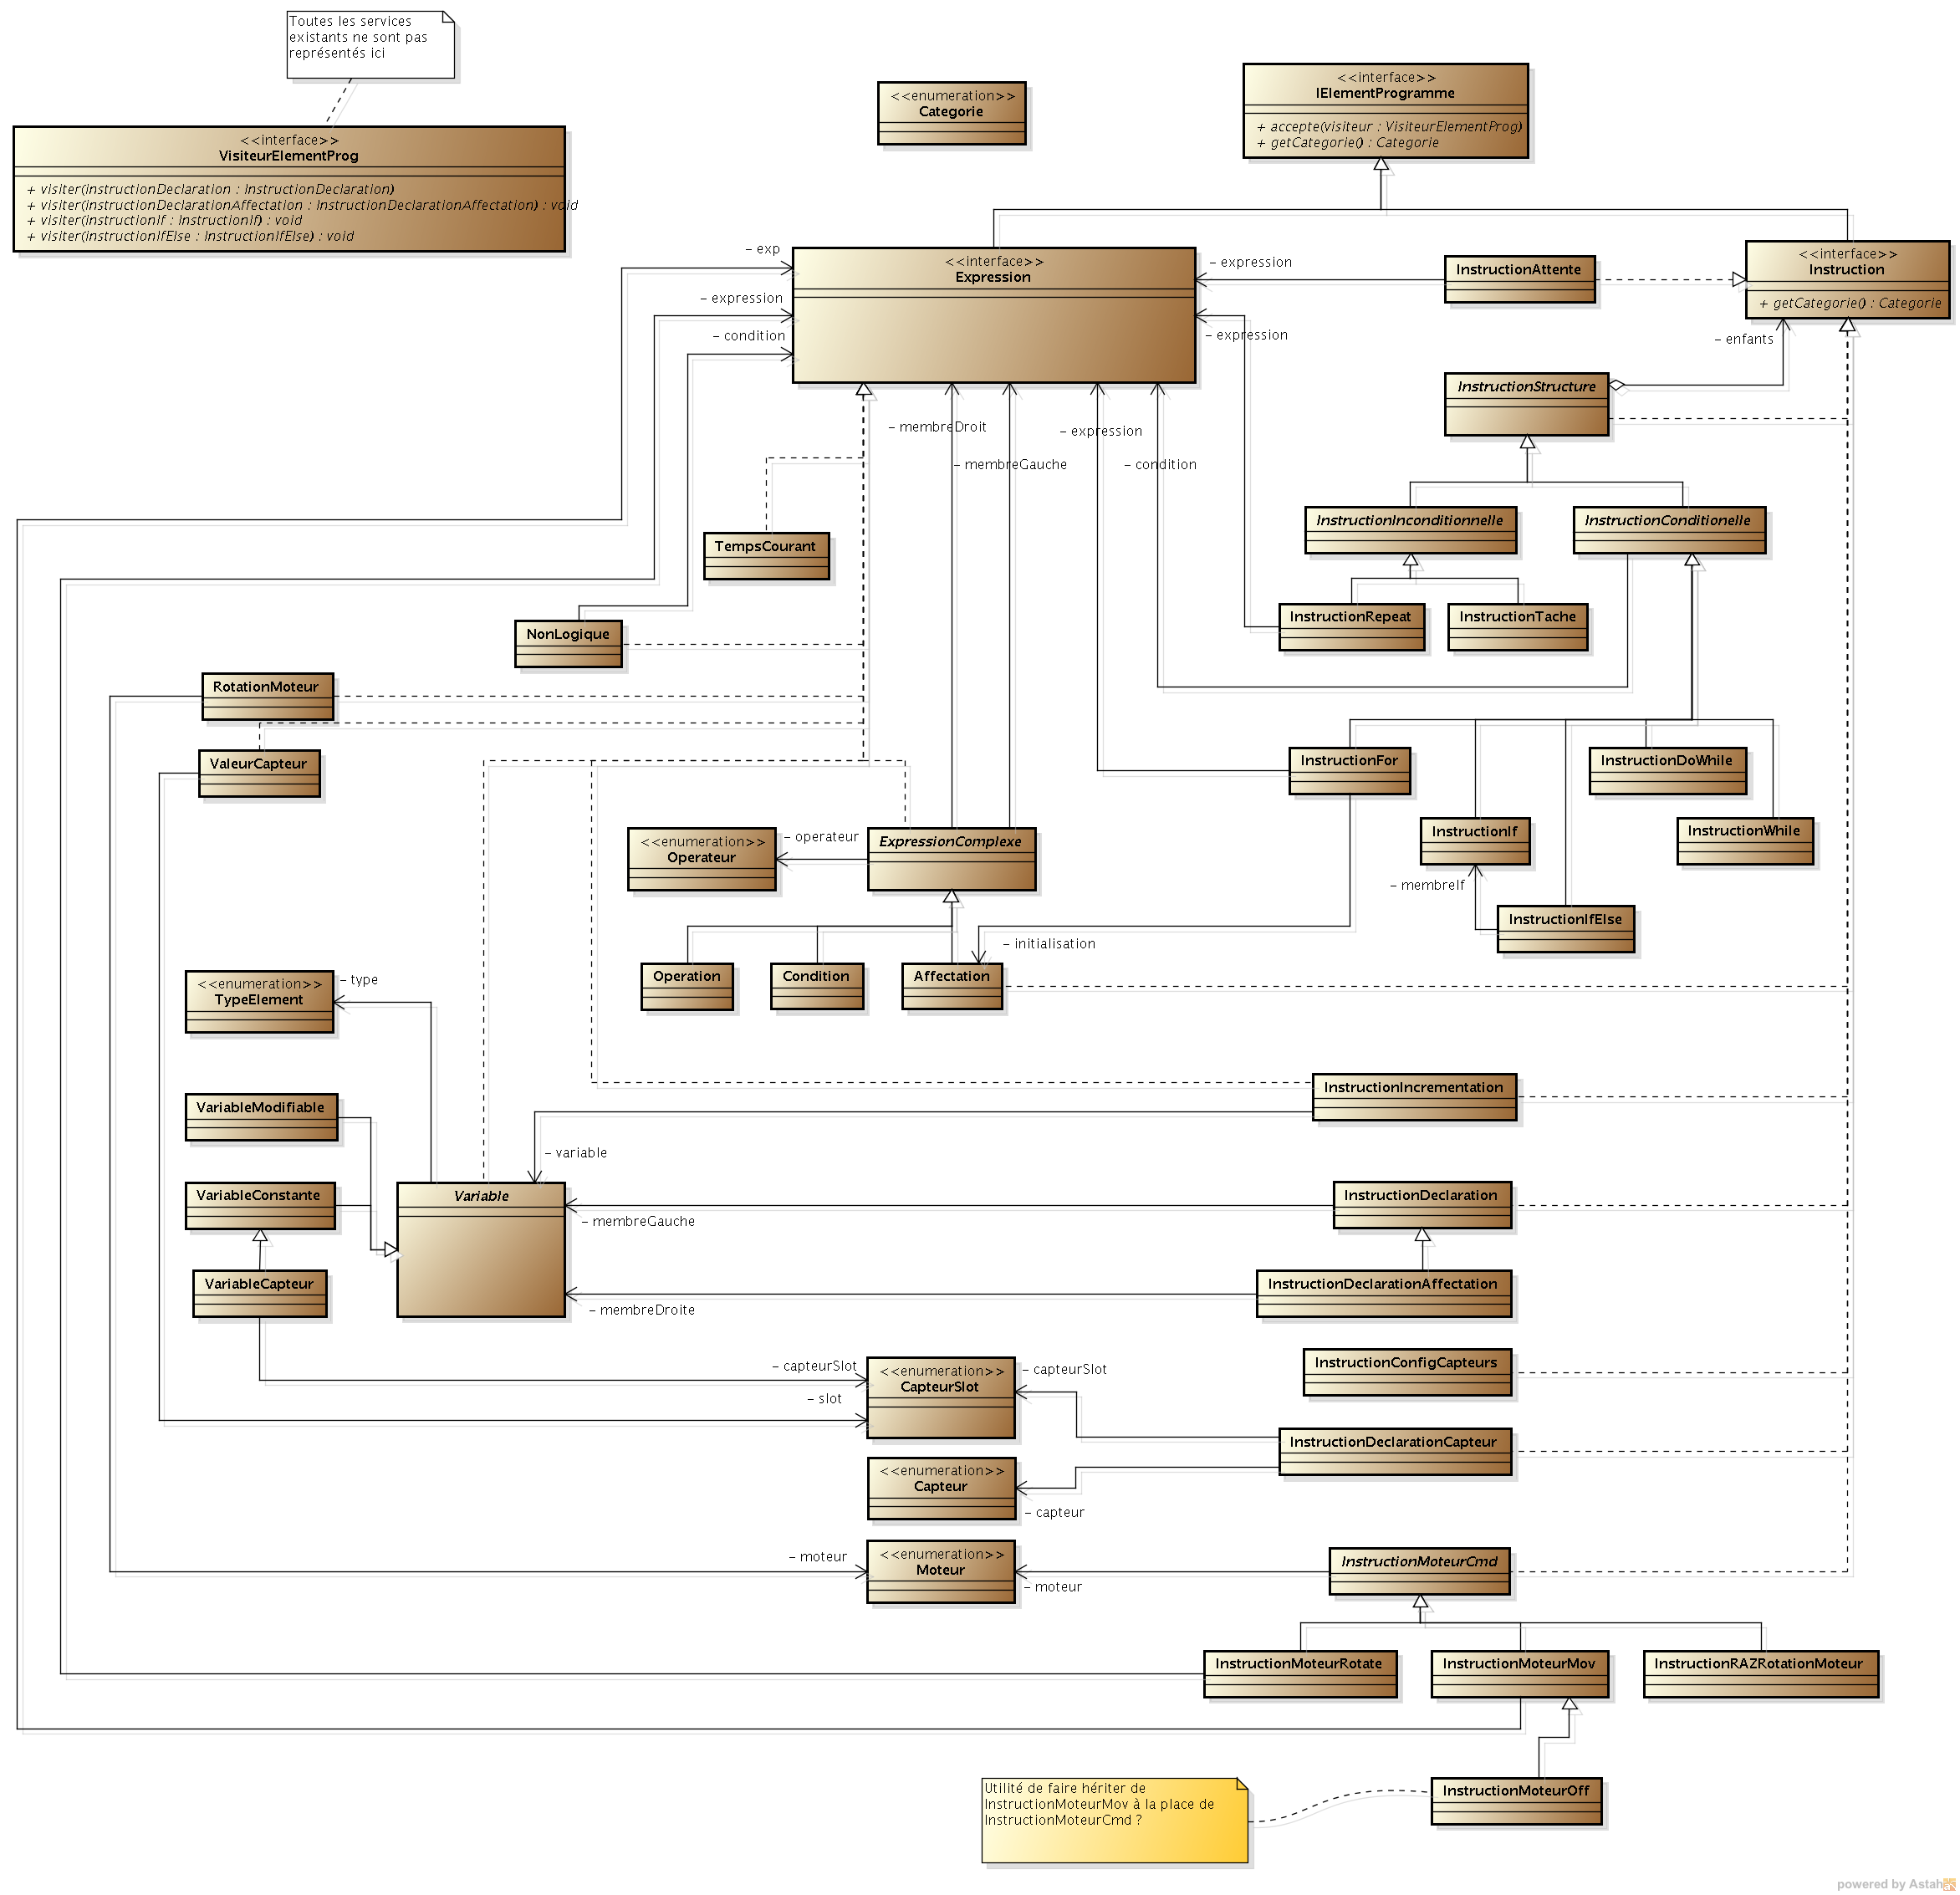 Toutes les services
existants ne sont pas
représentés ici
<<enumeration>>
Categorie
<<interface>>
IElementProgramme
+ accepte(visiteur : VisiteurElementProg)
+ getCategorie() : Categorie
<<interface>>
VisiteurElementProg
+ visiter(instructionDeclaration : InstructionDeclaration)
+ visiter(instructionDeclarationAffectation : InstructionDeclarationAffectation) : void
+ visiter(instructionIf : InstructionIf) : void
+ visiter(instructionIfElse : InstructionIfElse) : void
- exp
- expression
- condition
<<interface>>
Expression
- expression
- expression
InstructionAttente
<<interface>>
Instruction
+ getCategorie() : Categorie
- enfants
InstructionStructure
- membreDroit
- membreGauche
- expression
- condition
InstructionInconditionnelle
InstructionConditionelle
TempsCourant
NonLogique
InstructionRepeat
InstructionTache
RotationMoteur
ValeurCapteur
InstructionFor
InstructionDoWhile
InstructionIf
InstructionWhile
- membreIf
InstructionIfElse
<<enumeration>>
Operateur
- operateur
ExpressionComplexe
- initialisation
Operation
Condition
Affectation
<<enumeration>>
TypeElement
- type
InstructionIncrementation
VariableModifiable
- variable
VariableConstante
Variable
- membreGauche
InstructionDeclaration
VariableCapteur
- membreDroite
InstructionDeclarationAffectation
- capteurSlot
- slot
<<enumeration>>
CapteurSlot
- capteurSlot
InstructionConfigCapteurs
InstructionDeclarationCapteur
<<enumeration>>
Capteur
- capteur
- moteur
<<enumeration>>
Moteur
- moteur
InstructionMoteurCmd
InstructionMoteurRotate
InstructionMoteurMov
InstructionRAZRotationMoteur
Utilité de faire hériter de
InstructionMoteurMov à la place de
InstructionMoteurCmd ?
InstructionMoteurOff
powered by Astah